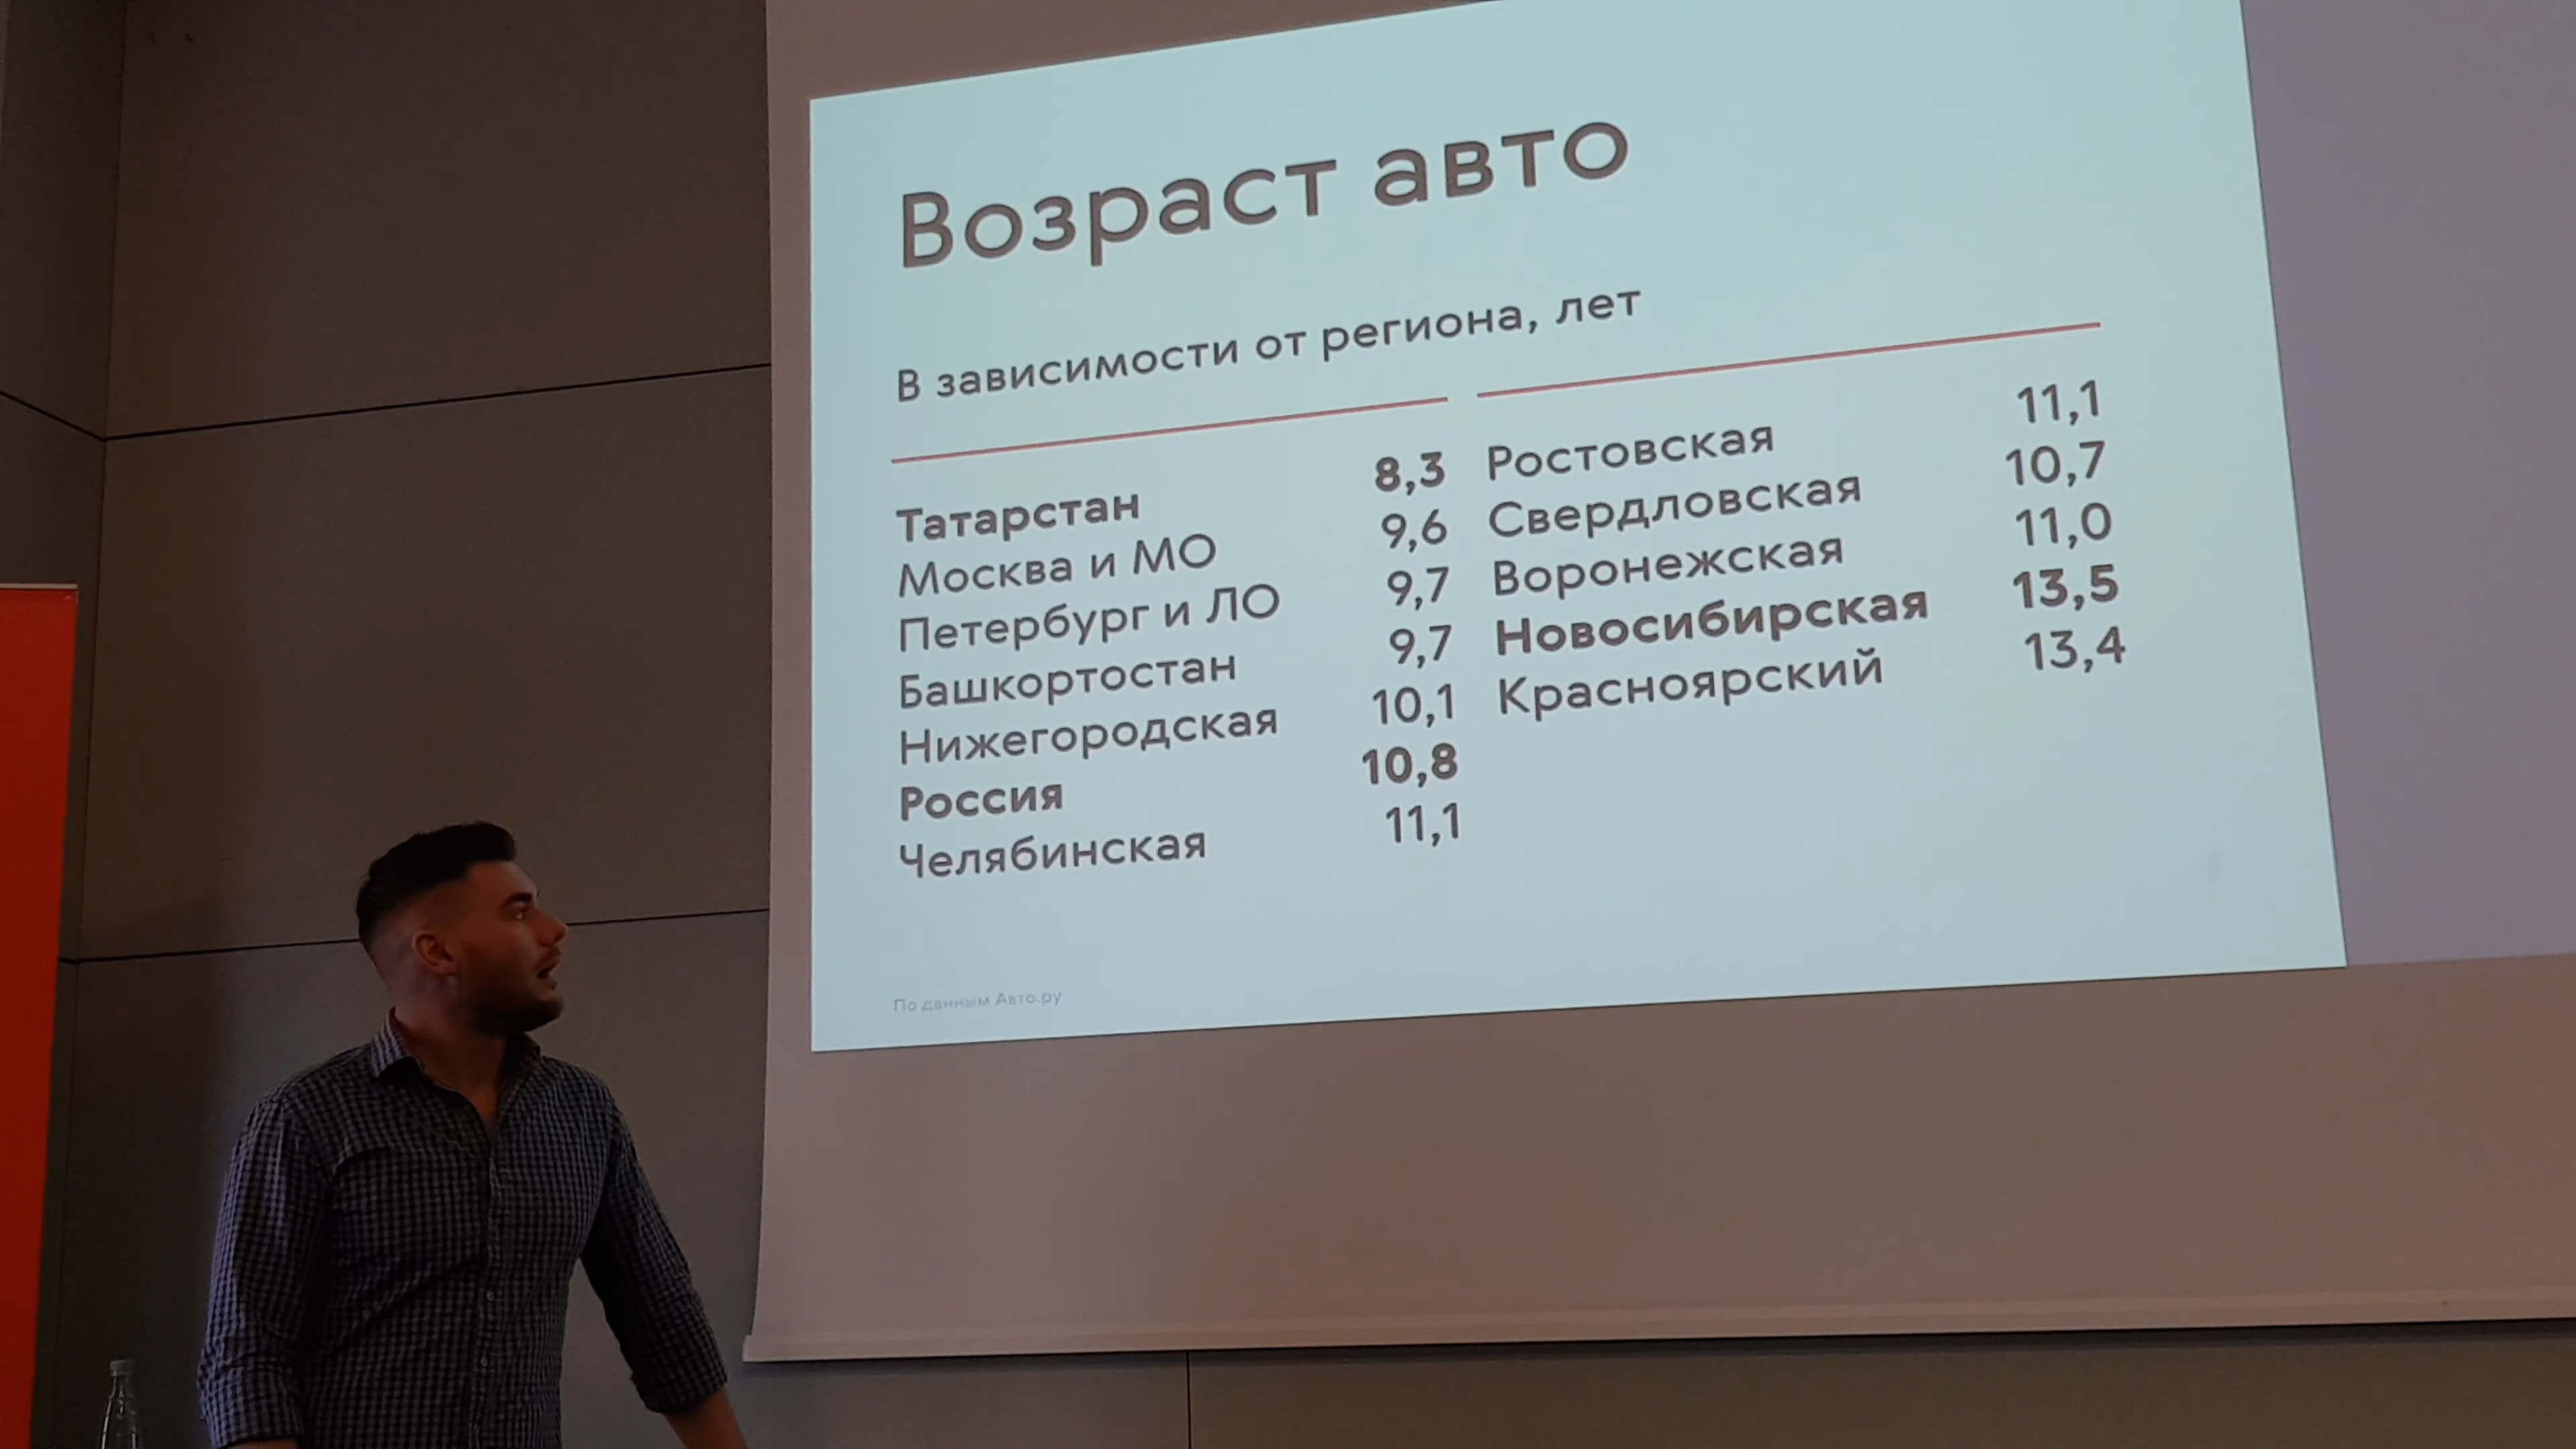 Возраст авто
В зависимости от региона, лет
Татарстан 8,3
Москва и МО 9,6
Петербург и ЛО 9,7
Башкортостан 9,7
Нижегородская 10,1
Россия 10,8
Челябинская 11,1
Ростовская 11,1
Свердловская 10,7
Воронежская 11,0
Новосибирская 13,5
Красноярский 13,4
По данным Авто.ру